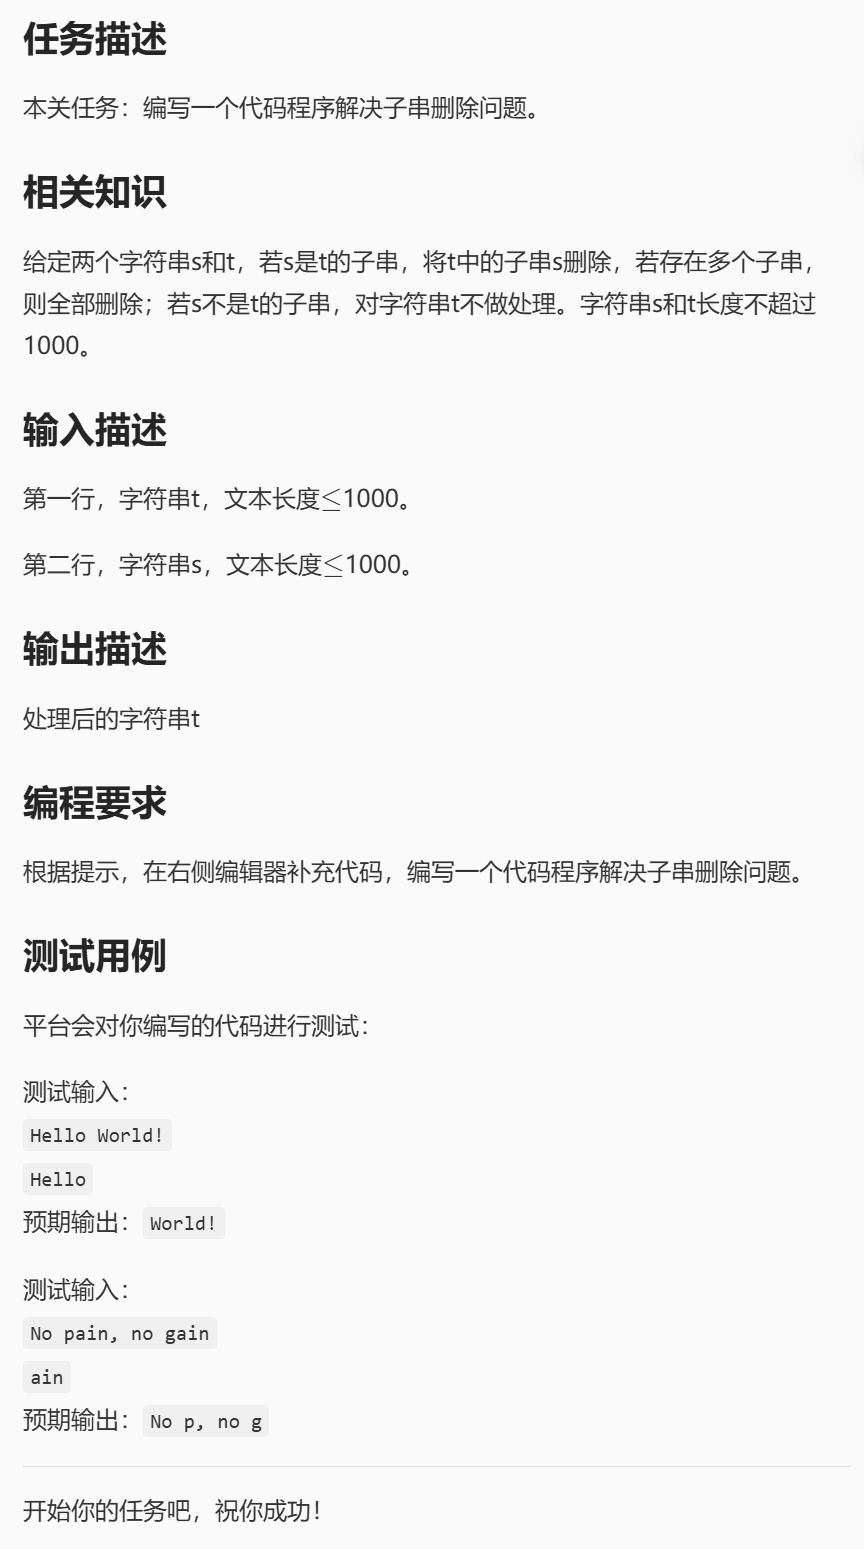 任务描述
本关任务：编写一个代码程序解决子串删除问题。
相关知识
给定两个字符串s和t，若s是t的子串，将t中的子串s删除，若存在多个子串，
则全部删除；若s不是t的子串，对字符串t不做处理。字符串s和t长度不超过
1000。
输入描述
第一行，字符串t，文本长度≤1000。
第二行，字符串s，文本长度≤1000。
输出描述
处理后的字符串t
编程要求
根据提示，在右侧编辑器补充代码，编写一个代码程序解决子串删除问题。
测试用例
平台会对你编写的代码进行测试：
测试输入：
Hello World!
Hello
预期输出： World!
测试输入：
No pain, no gain
ain
预期输出： No p, no g
开始你的任务吧，祝你成功！